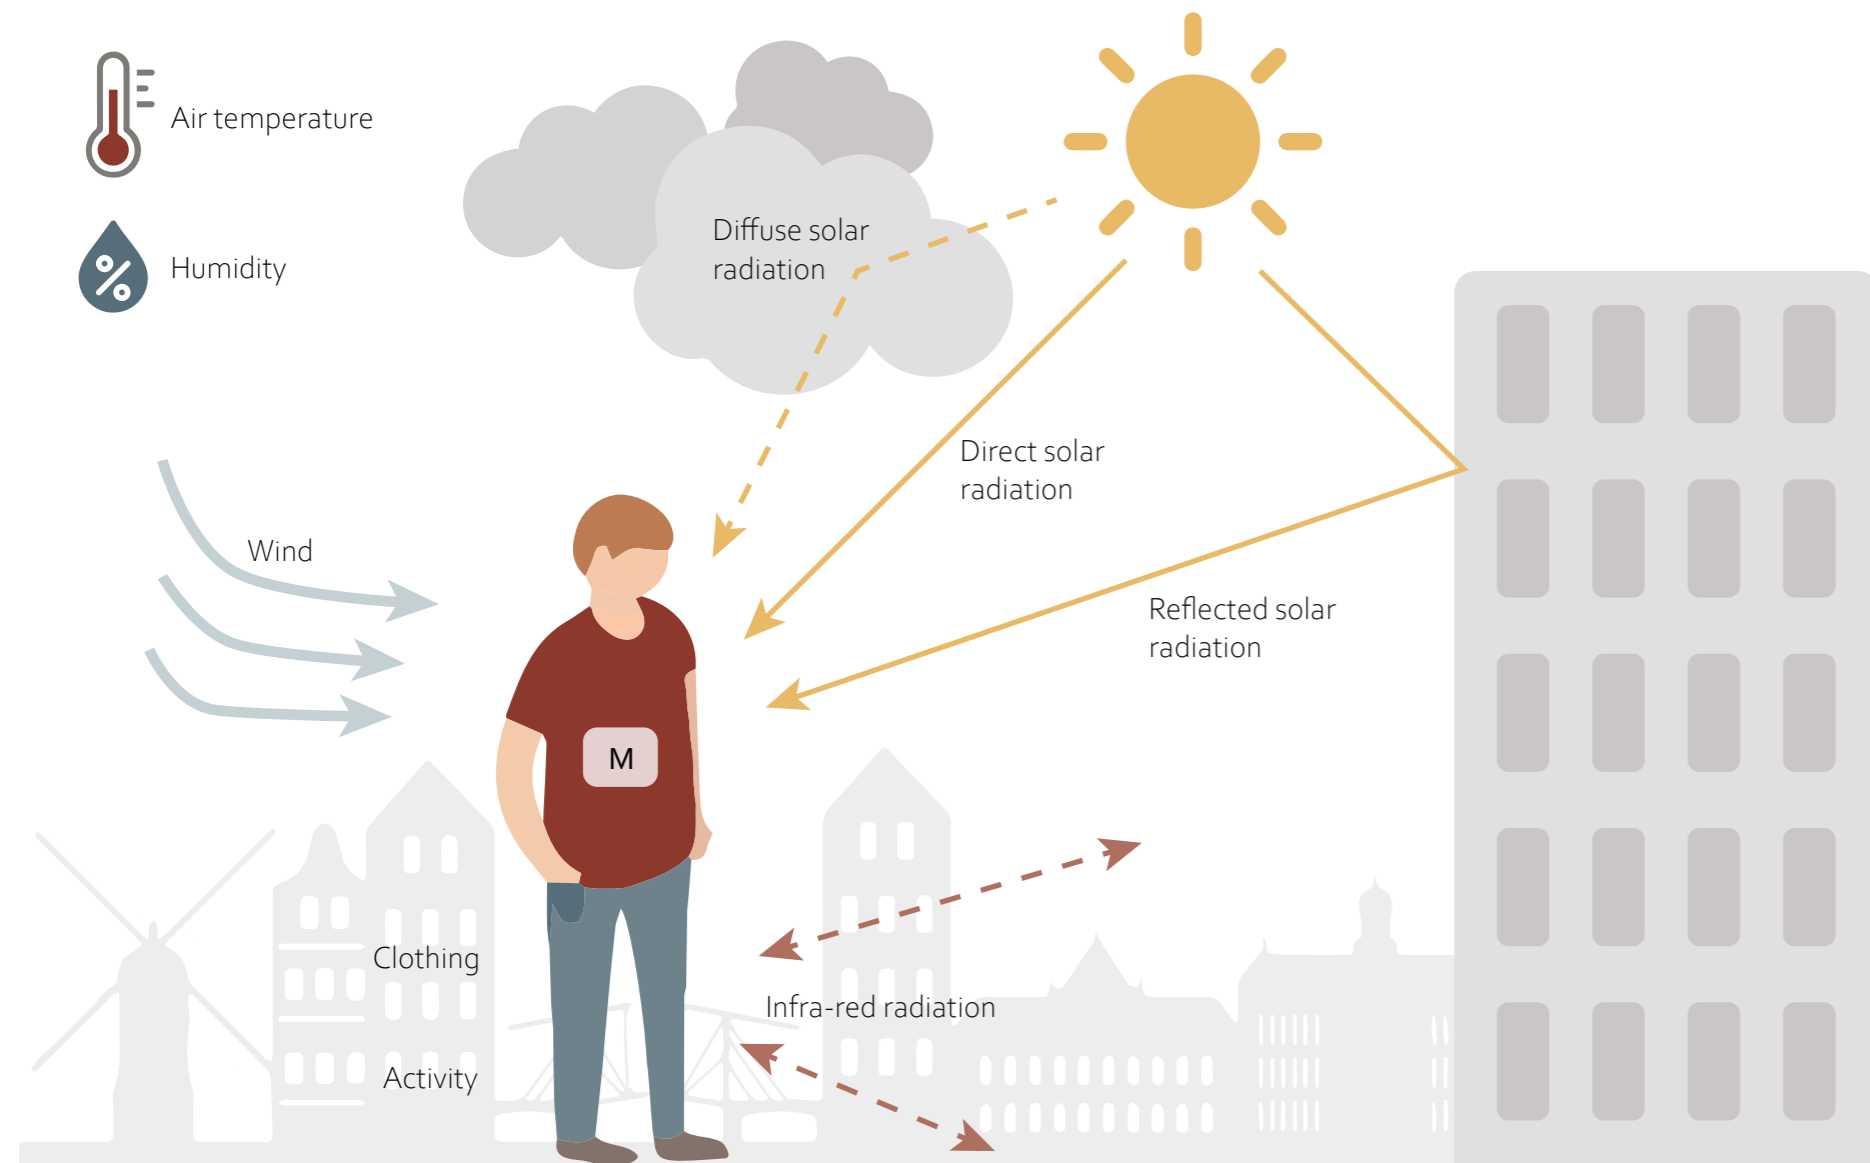 Air temperature
Humidity
Diffuse solar
radiation
Direct solar
radiation
Wind
Reflected solar
radiation
M
Clothing
Infra-red radiation
Activity